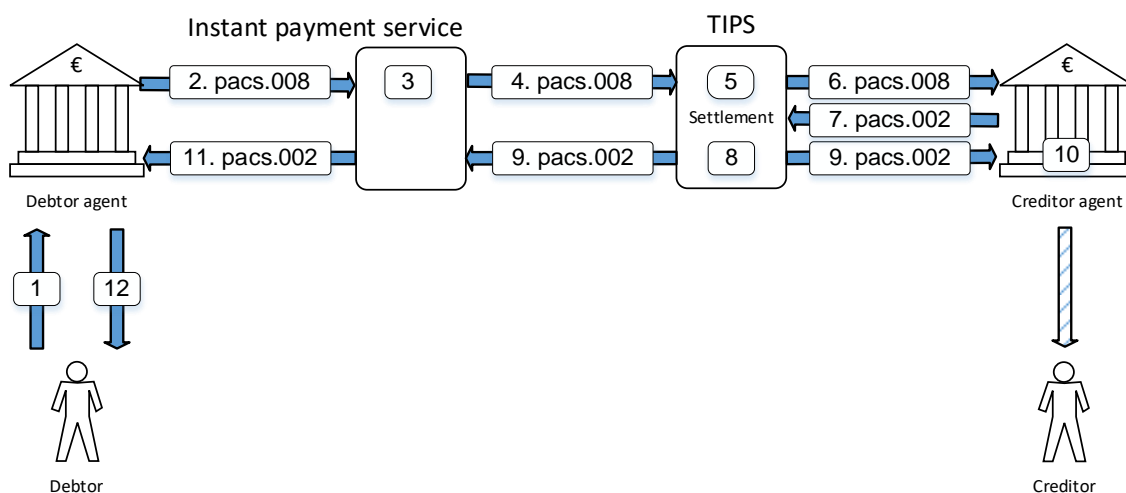 Instant payment service
TIPS
€
2. pacs.008
3
4. pacs.008
5
6. pacs.008
€
Settlement
7. pacs.002
11. pacs.002
9. pacs.002
8
9. pacs.002
10
Debtor agent
Creditor agent
1
12
Debtor
Creditor